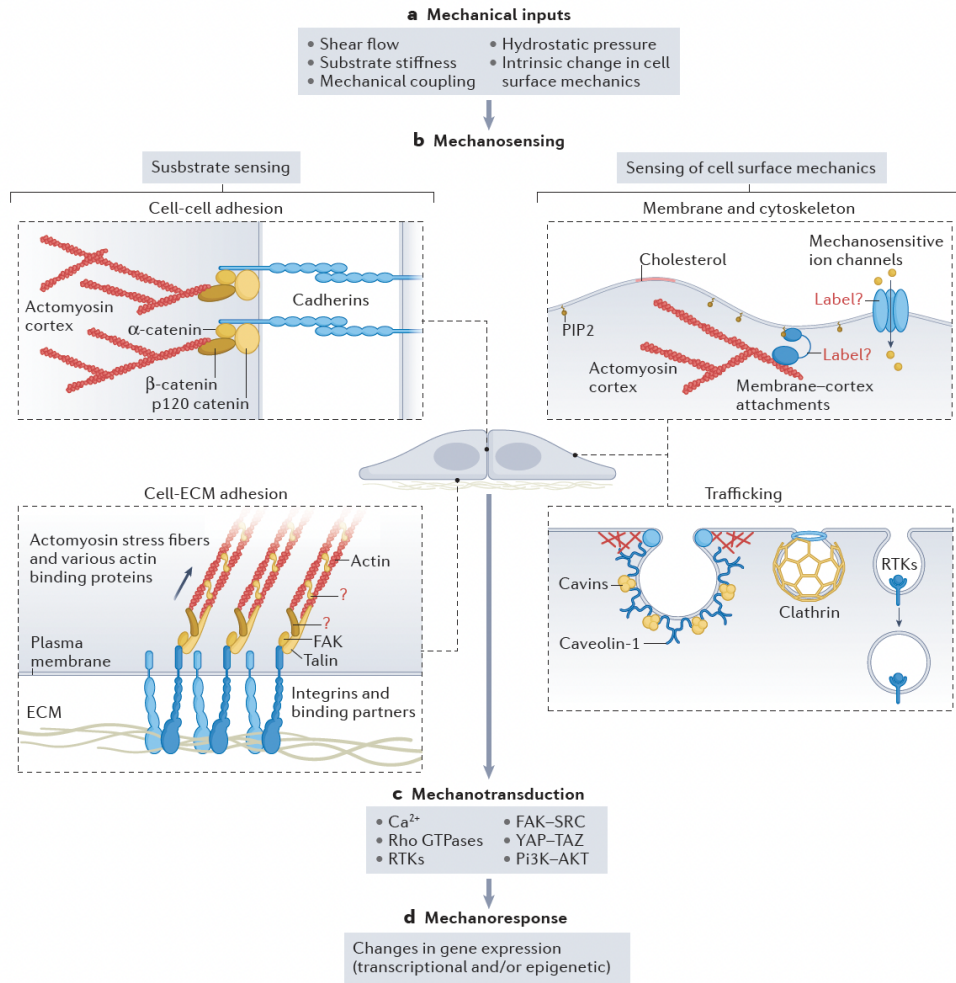 a Mechanical inputs
• Shear flow
• Substrate stiffness
• Mechanical coupling
• Hydrostatic pressure
• Intrinsic change in cell
surface mechanics
b Mechanosensing
Susbstrate sensing
Cell-cell adhesion
Actomyosin
cortex
α-catenin
β-catenin
p120 catenin
Cadherins
Sensing of cell surface mechanics
Membrane and cytoskeleton
Cholesterol
Mechanosensitive
ion channels
Label?
PIP2
Label?
Actomyosin
cortex
Membrane–cortex
attachments
Cell-ECM adhesion
Actomyosin stress fibers
and various actin
binding proteins
Actin
?
?
FAK
Talin
Plasma
membrane
Integrins and
binding partners
ECM
Trafficking
Cavins
Caveolin-1
Clathrin
RTKs
c Mechanotransduction
• Ca²⁺
• Rho GTPases
• RTKs
• FAK–SRC
• YAP–TAZ
• Pi3K–AKT
d Mechanoresponse
Changes in gene expression
(transcriptional and/or epigenetic)